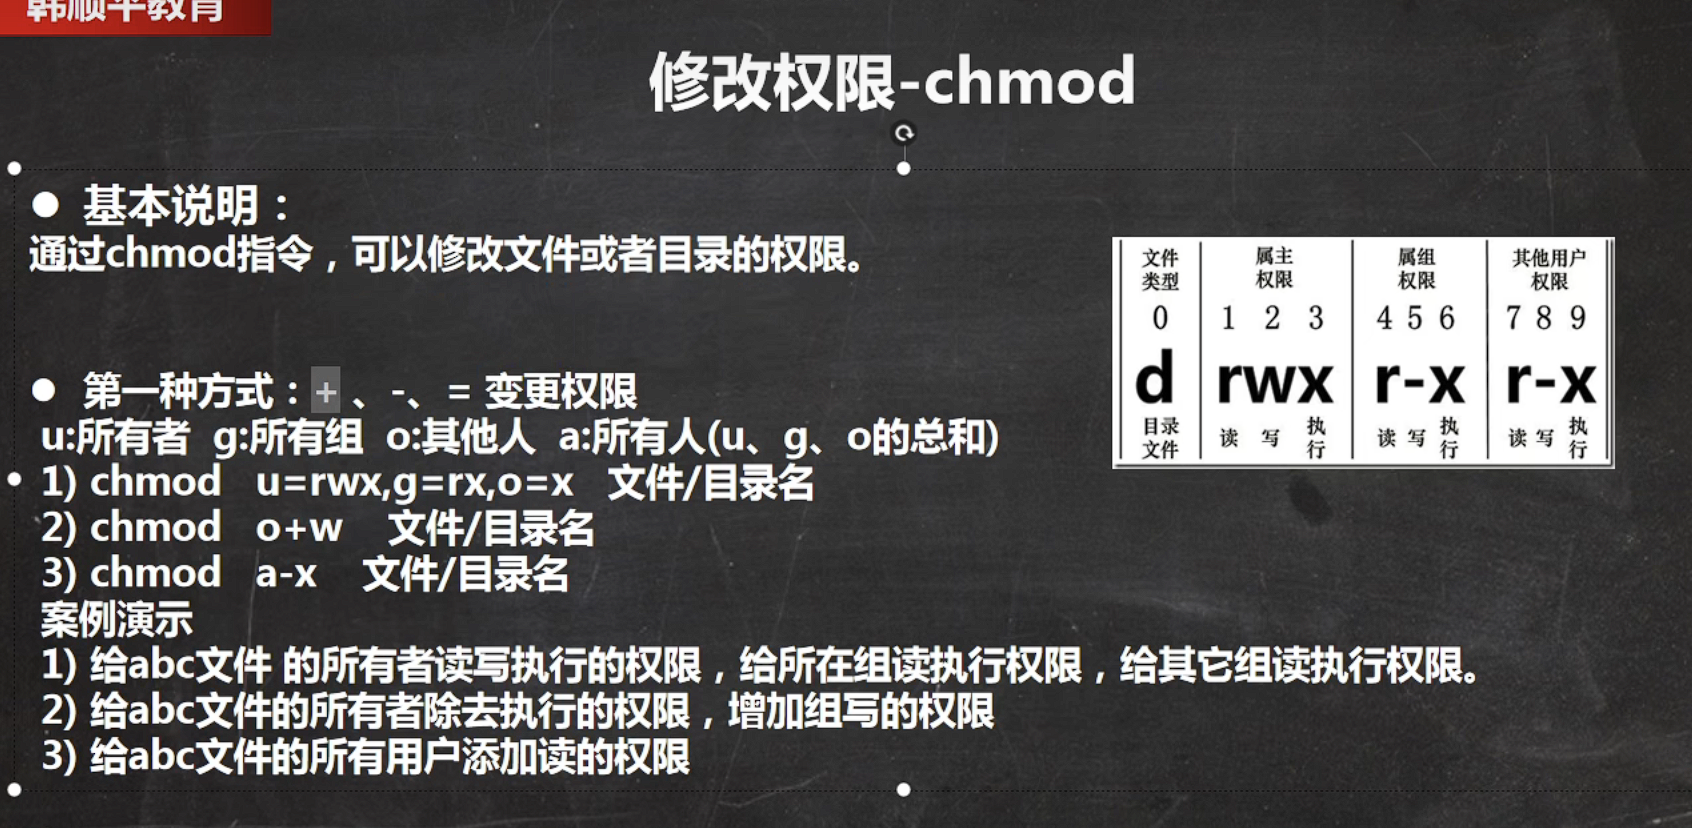 韩顺平教育
修改权限-chmod
● 基本说明：
通过chmod指令，可以修改文件或者目录的权限。
● 第一种方式：+ 、-、= 变更权限
u:所有者 g:所有组 o:其他人 a:所有人(u、g、o的总和)
1) chmod u=rwx,g=rx,o=x 文件/目录名
2) chmod o+w 文件/目录名
3) chmod a-x 文件/目录名
案例演示
1) 给abc文件 的所有者读写执行的权限，给所在组读执行权限，给其它组读执行权限。
2) 给abc文件的所有者除去执行的权限，增加组写的权限
3) 给abc文件的所有用户添加读的权限
文件 属主 属组 其他用户
类型 权限 权限 权限
0 1 2 3 4 5 6 7 8 9
d rwx r-x r-x
目录 读 写 执 读 写 执 读 写 执
文件 行 行 行